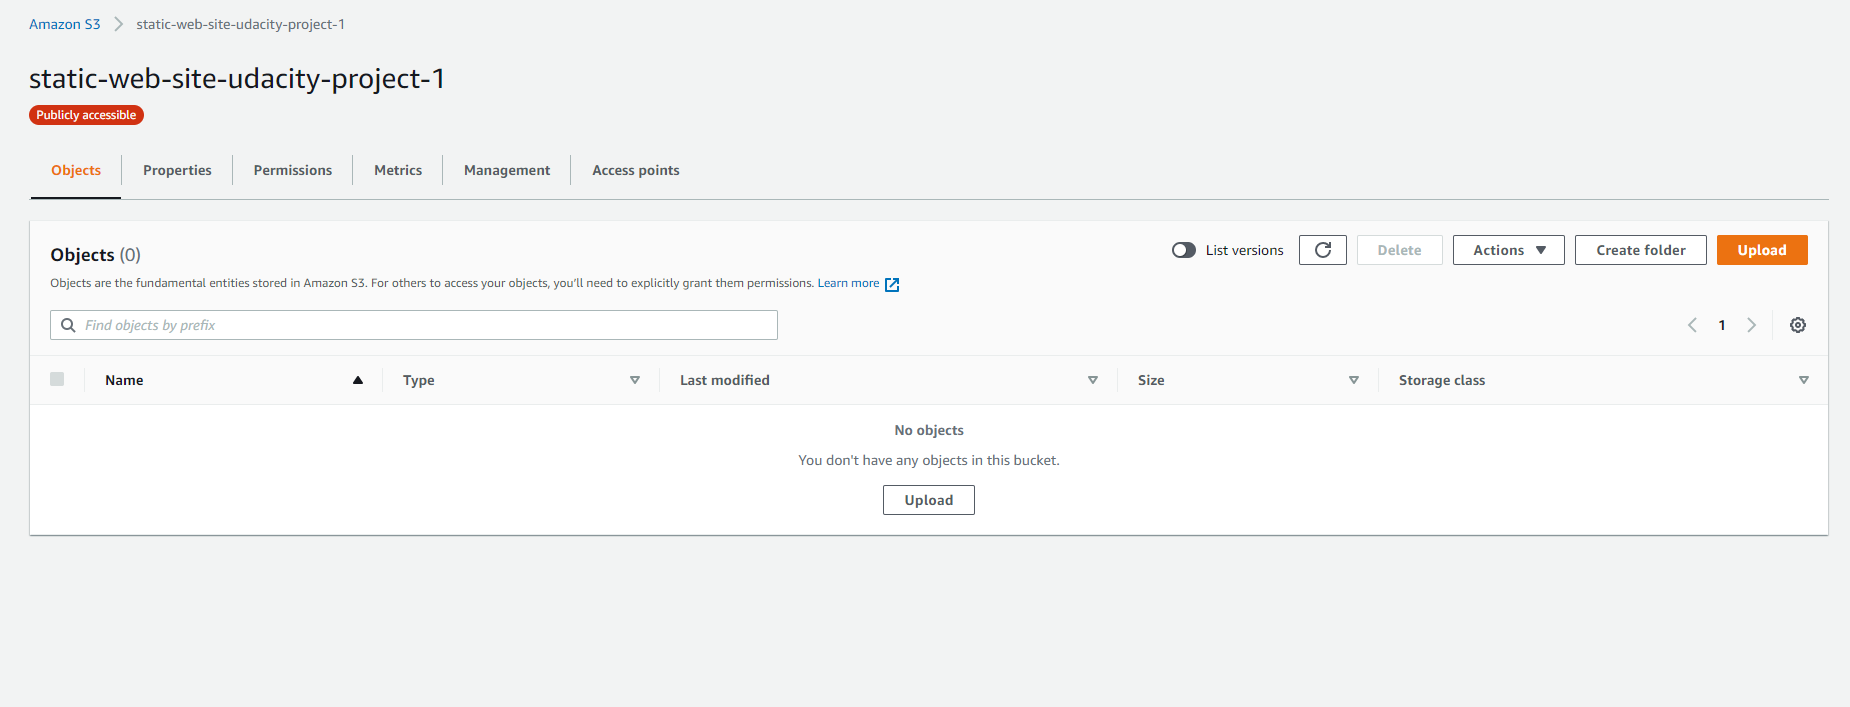 Amazon S3 static-web-site-udacity-project-1
static-web-site-udacity-project-1
Publicly accessible
Objects Properties Permissions Metrics Management Access points
Objects (0)
List versions Delete Actions Create folder Upload
Objects are the fundamental entities stored in Amazon S3. For others to access your objects, you'll need to explicitly grant them permissions. Learn more
Find objects by prefix 1
Name Type Last modified Size Storage class
No objects
You don't have any objects in this bucket.
Upload